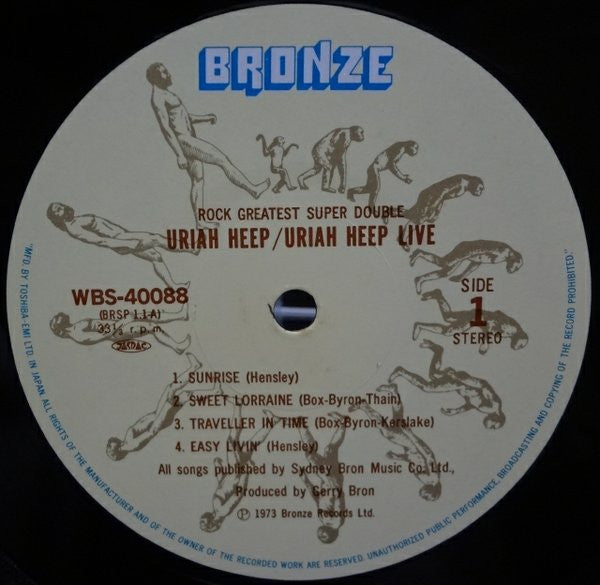 BRONZE
ROCK GREATEST SUPER DOUBLE
URIAH HEEP/URIAH HEEP LIVE
WBS-40088
(BRSP 1.1-A)
33⅓ r.p.m.
SIDE
1
STEREO
1. SUNRISE (Hensley)
2. SWEET LORRAINE (Box-Byron-Thain)
3. TRAVELLER IN TIME (Box-Byron-Kerslake)
4. EASY LIVIN' (Hensley)
All songs published by Sydney Bron Music Co. Ltd.,
Produced by Gerry Bron
Ⓟ 1973 Bronze Records Ltd.
"MFD. BY TOSHIBA-EMI LTD. IN JAPAN ALL RIGHTS OF THE MANUFACTURER AND OF THE OWNER OF THE RECORDED WORK ARE RESERVED. UNAUTHORIZED PUBLIC PERFORMANCE, BROADCASTING AND COPYING OF THE RECORD PROHIBITED."